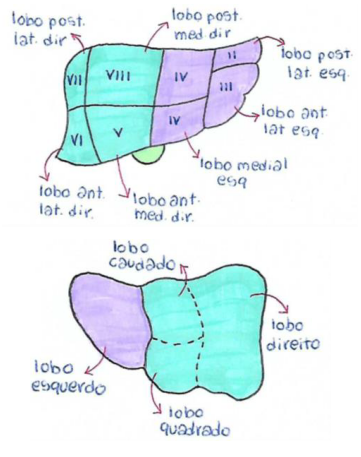 lobo post.
lat. dir
lobo post.
med. dir
lobo post.
lat. esq.
II
VII
VIII
IV
III
lobo ant.
lat esq.
VI
V
IV
lobo medial
esq
lobo ant.
lat. dir.
lobo ant.
med. dir.
lobo
caudado
lobo
direito
lobo
esquerdo
lobo
quadrado